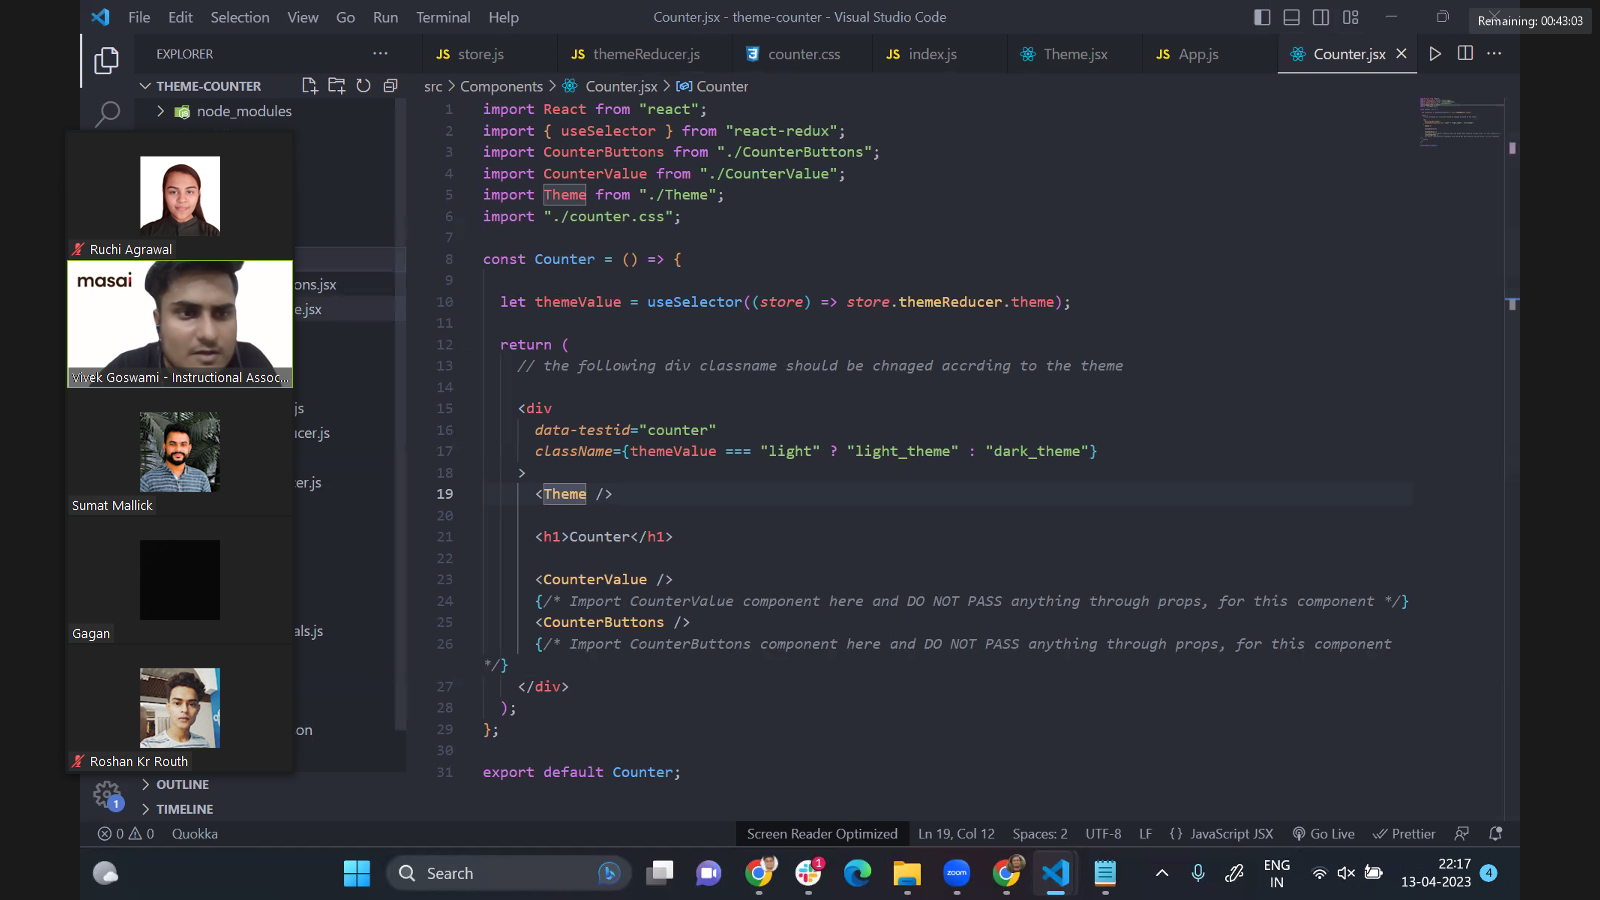 File Edit Selection View Go Run Terminal Help
Counter.jsx - theme-counter - Visual Studio Code
Remaining: 00:43:03
EXPLORER
JS store.js
JS themeReducer.js
counter.css
JS index.js
Theme.jsx
JS App.js
Counter.jsx
THEME-COUNTER
node_modules
src > Components > Counter.jsx > Counter
1 import React from "react";
2 import { useSelector } from "react-redux";
3 import CounterButtons from "./CounterButtons";
4 import CounterValue from "./CounterValue";
5 import Theme from "./Theme";
6 import "./counter.css";
7
8 const Counter = () => {
9
10 let themeValue = useSelector((store) => store.themeReducer.theme);
11
12 return (
13 // the following div classname should be chnaged accrding to the theme
14
15 <div
16 data-testid="counter"
17 className={themeValue === "light" ? "light_theme" : "dark_theme"}
18 >
19 <Theme />
20
21 <h1>Counter</h1>
22
23 <CounterValue />
24 {/* Import CounterValue component here and DO NOT PASS anything through props, for this component */}
25 <CounterButtons />
26 {/* Import CounterButtons component here and DO NOT PASS anything through props, for this component
*/}
27 </div>
28 );
29 };
30
31 export default Counter;
Ruchi Agrawal
masai
Vivek Goswami - Instructional Assoc...
Sumat Mallick
Gagan
Roshan Kr Routh
ons.jsx
e.jsx
js
ucer.js
er.js
als.js
on
OUTLINE
TIMELINE
1
0 0 Quokka
Screen Reader Optimized Ln 19, Col 12 Spaces: 2 UTF-8 LF {} JavaScript JSX Go Live Prettier
Search
1
zoom
ENG
IN
22:17
13-04-2023
4